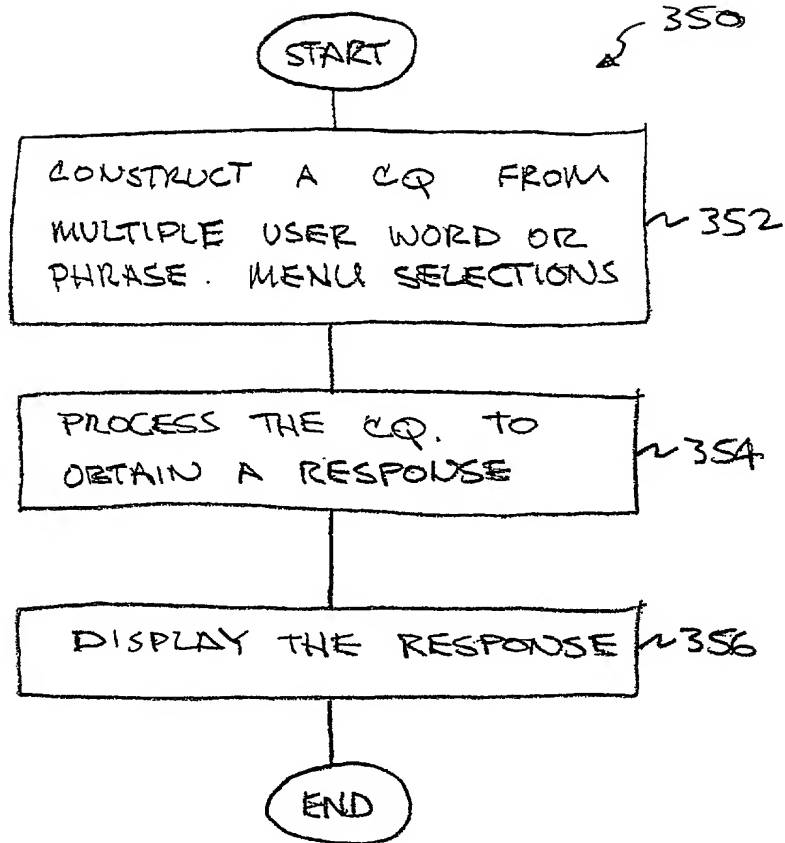 350
START
CONSTRUCT A CQ FROM
MULTIPLE USER WORD OR
PHRASE. MENU SELECTIONS
352
PROCESS THE CQ. TO
OBTAIN A RESPONSE
354
DISPLAY THE RESPONSE
356
END